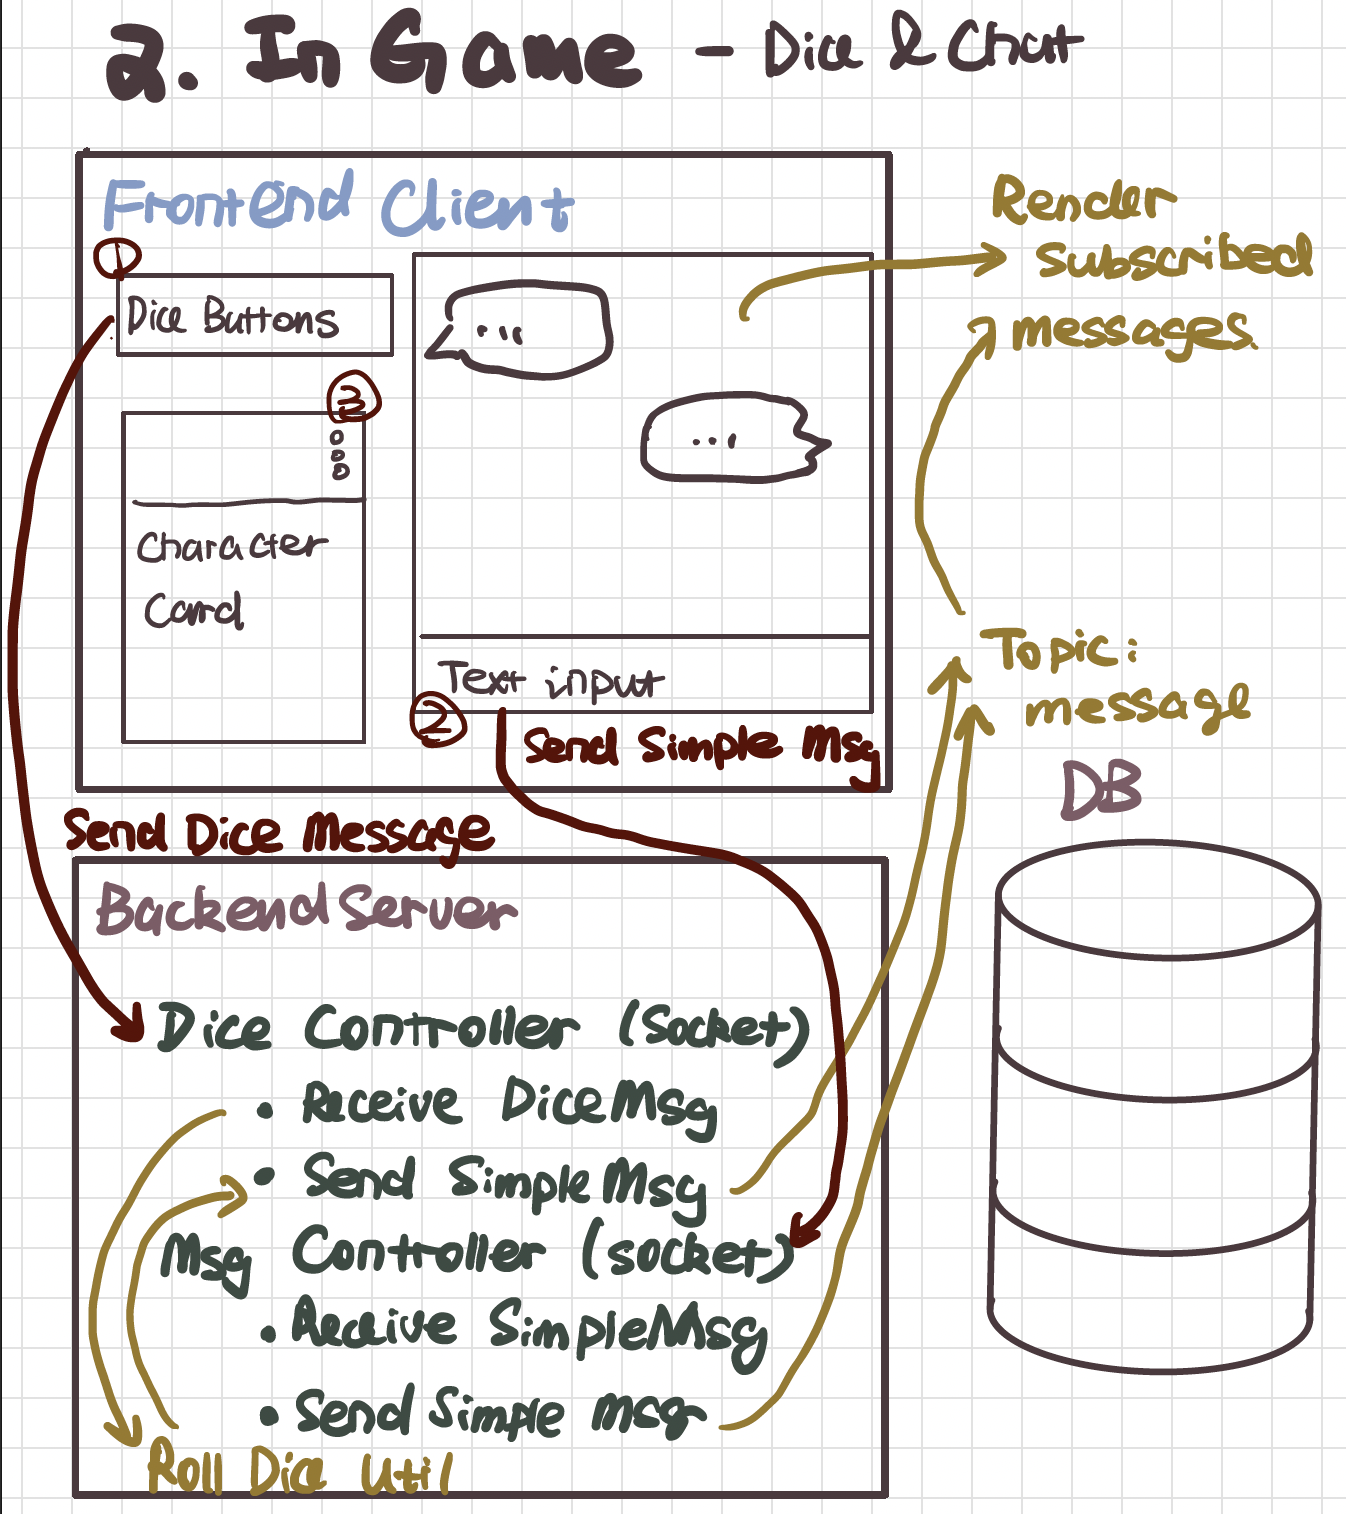 2. In Game - Dice & Chat
Frontend Client
1
Dice Buttons
3
Character
Card
...
...
Text input
2
Send Simple Msg
Render
subscribed
messages
Topic:
message
DB
Send Dice Message
Backend Server
Dice Controller (Socket)
• Receive DiceMsg
• Send SimpleMsg
Msg Controller (socket)
• Receive SimpleMsg
• Send Simple Msg
Roll Dice Util